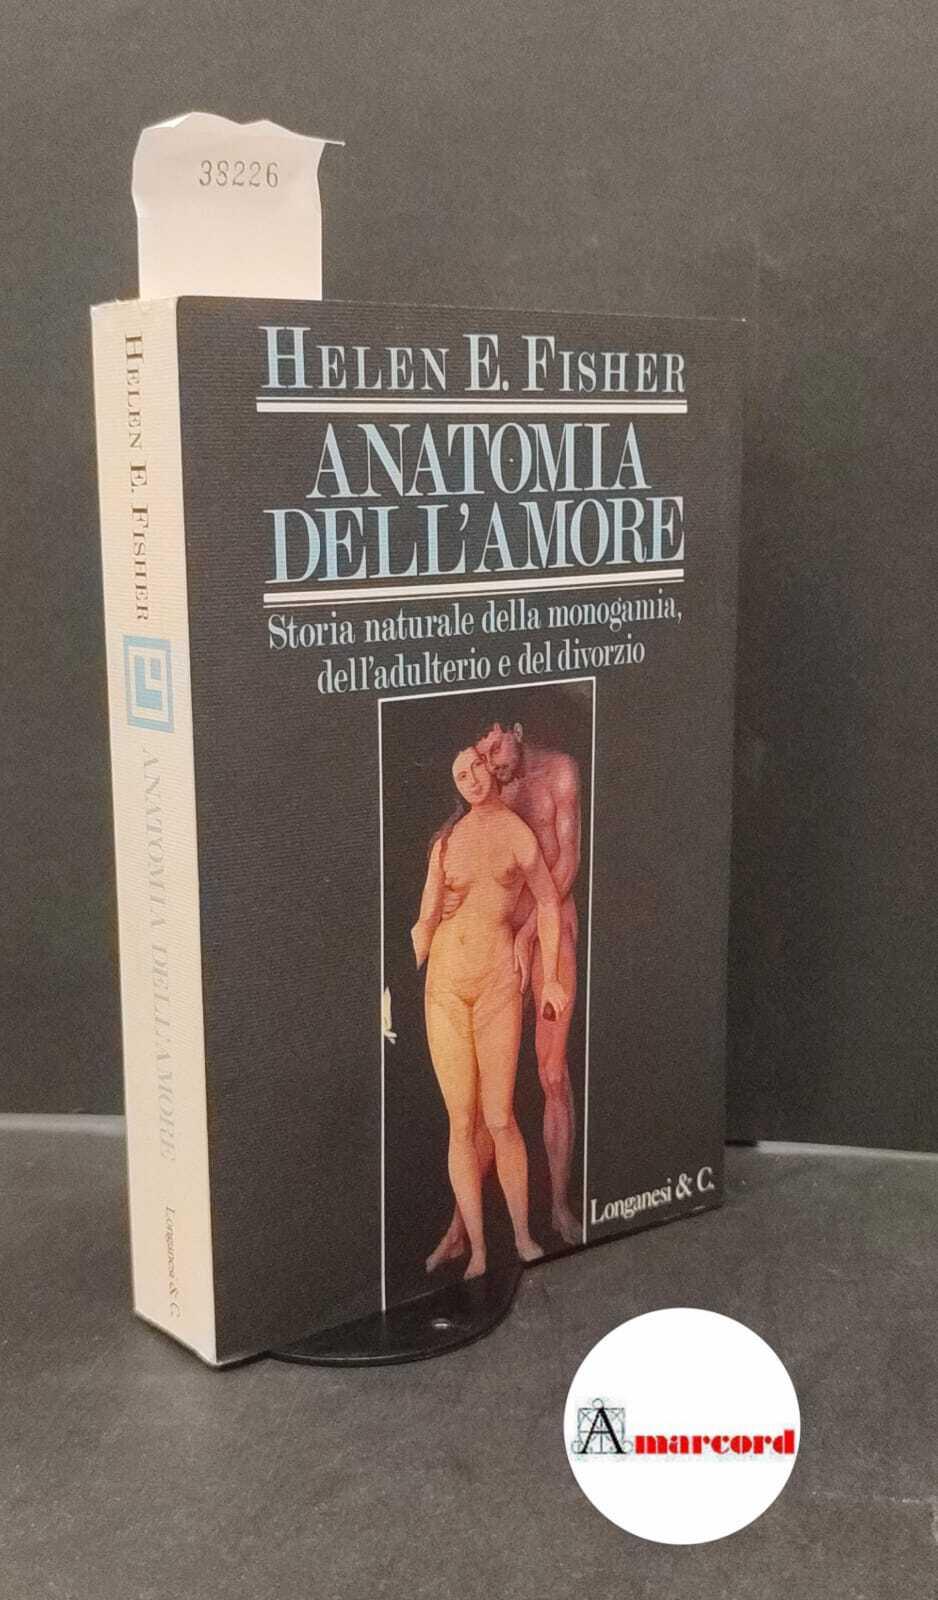 38226
HELEN E. FISHER
ANATOMIA
DELL'AMORE
Storia naturale della monogamia,
dell'adulterio e del divorzio
Longanesi & C.
HELEN E. FISHER
ANATOMIA DELL'AMORE
Longanesi & C.
Amarcord